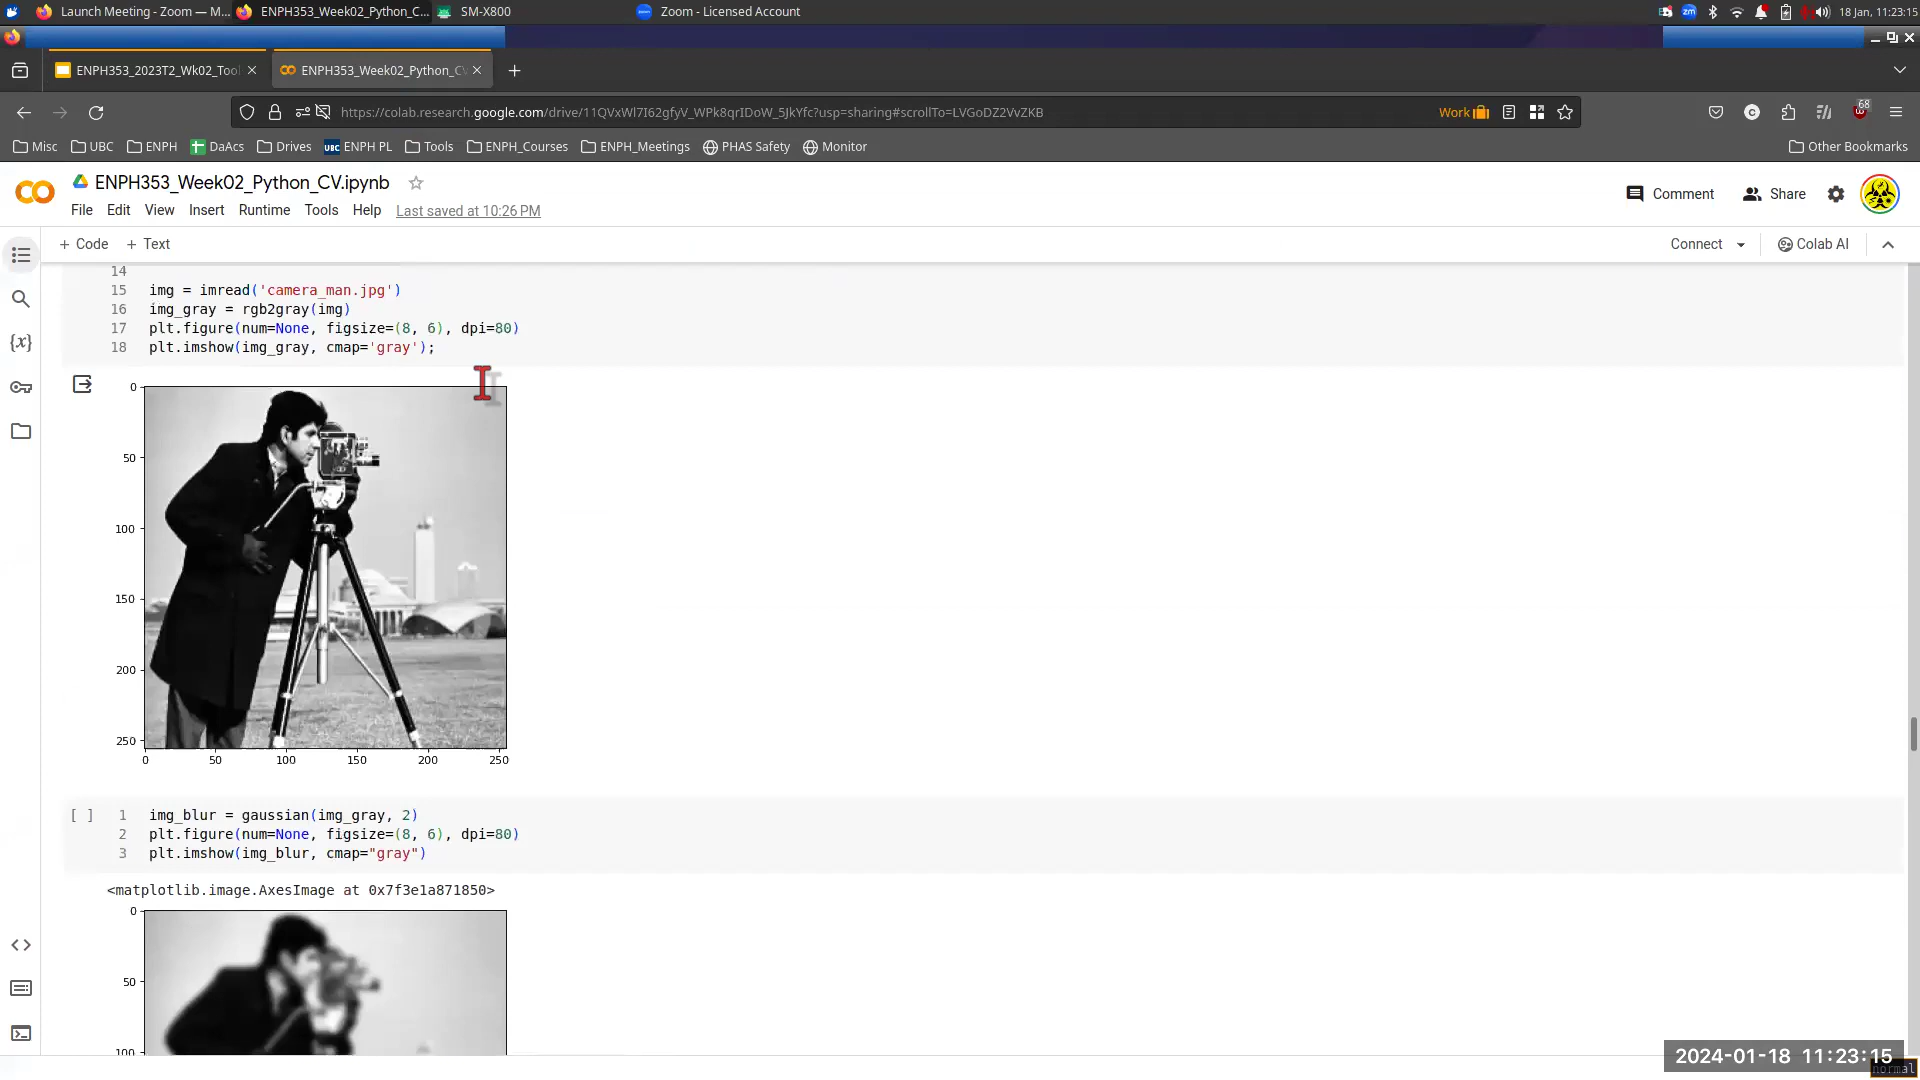 Launch Meeting - Zoom — M... ENPH353_Week02_Python_C... SM-X800 Zoom - Licensed Account zm 18 Jan, 11:23:15
ENPH353_2023T2_Wk02_Tool ENPH353_Week02_Python_CV
https://colab.research.google.com/drive/11QVxWl7I62gfyV_WPk8qrIDoW_5JkYfc?usp=sharing#scrollTo=LVGoDZ2VvZKB Work 68
Misc UBC ENPH DaAcs Drives UBC ENPH PL Tools ENPH_Courses ENPH_Meetings PHAS Safety Monitor Other Bookmarks
ENPH353_Week02_Python_CV.ipynb
Comment Share
File Edit View Insert Runtime Tools Help Last saved at 10:26 PM
+ Code + Text Connect Colab AI
14
15 img = imread('camera_man.jpg')
16 img_gray = rgb2gray(img)
17 plt.figure(num=None, figsize=(8, 6), dpi=80)
18 plt.imshow(img_gray, cmap='gray');
{x}
0
50
100
150
200
250
0 50 100 150 200 250
[ ] 1 img_blur = gaussian(img_gray, 2)
2 plt.figure(num=None, figsize=(8, 6), dpi=80)
3 plt.imshow(img_blur, cmap="gray")
<matplotlib.image.AxesImage at 0x7f3e1a871850>
0
50
100
2024-01-18 11:23:15
normal